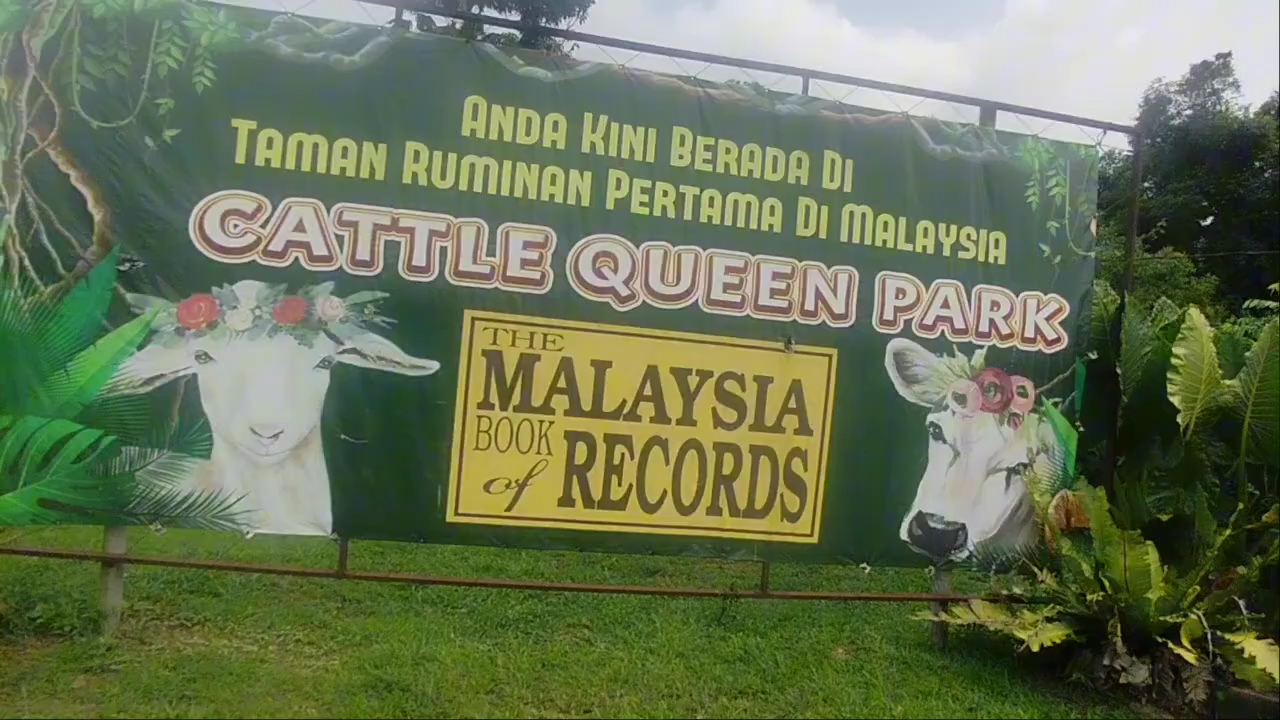 ANDA KINI BERADA DI
TAMAN RUMINAN PERTAMA DI MALAYSIA
CATTLE QUEEN PARK
THE
MALAYSIA
BOOK
of RECORDS